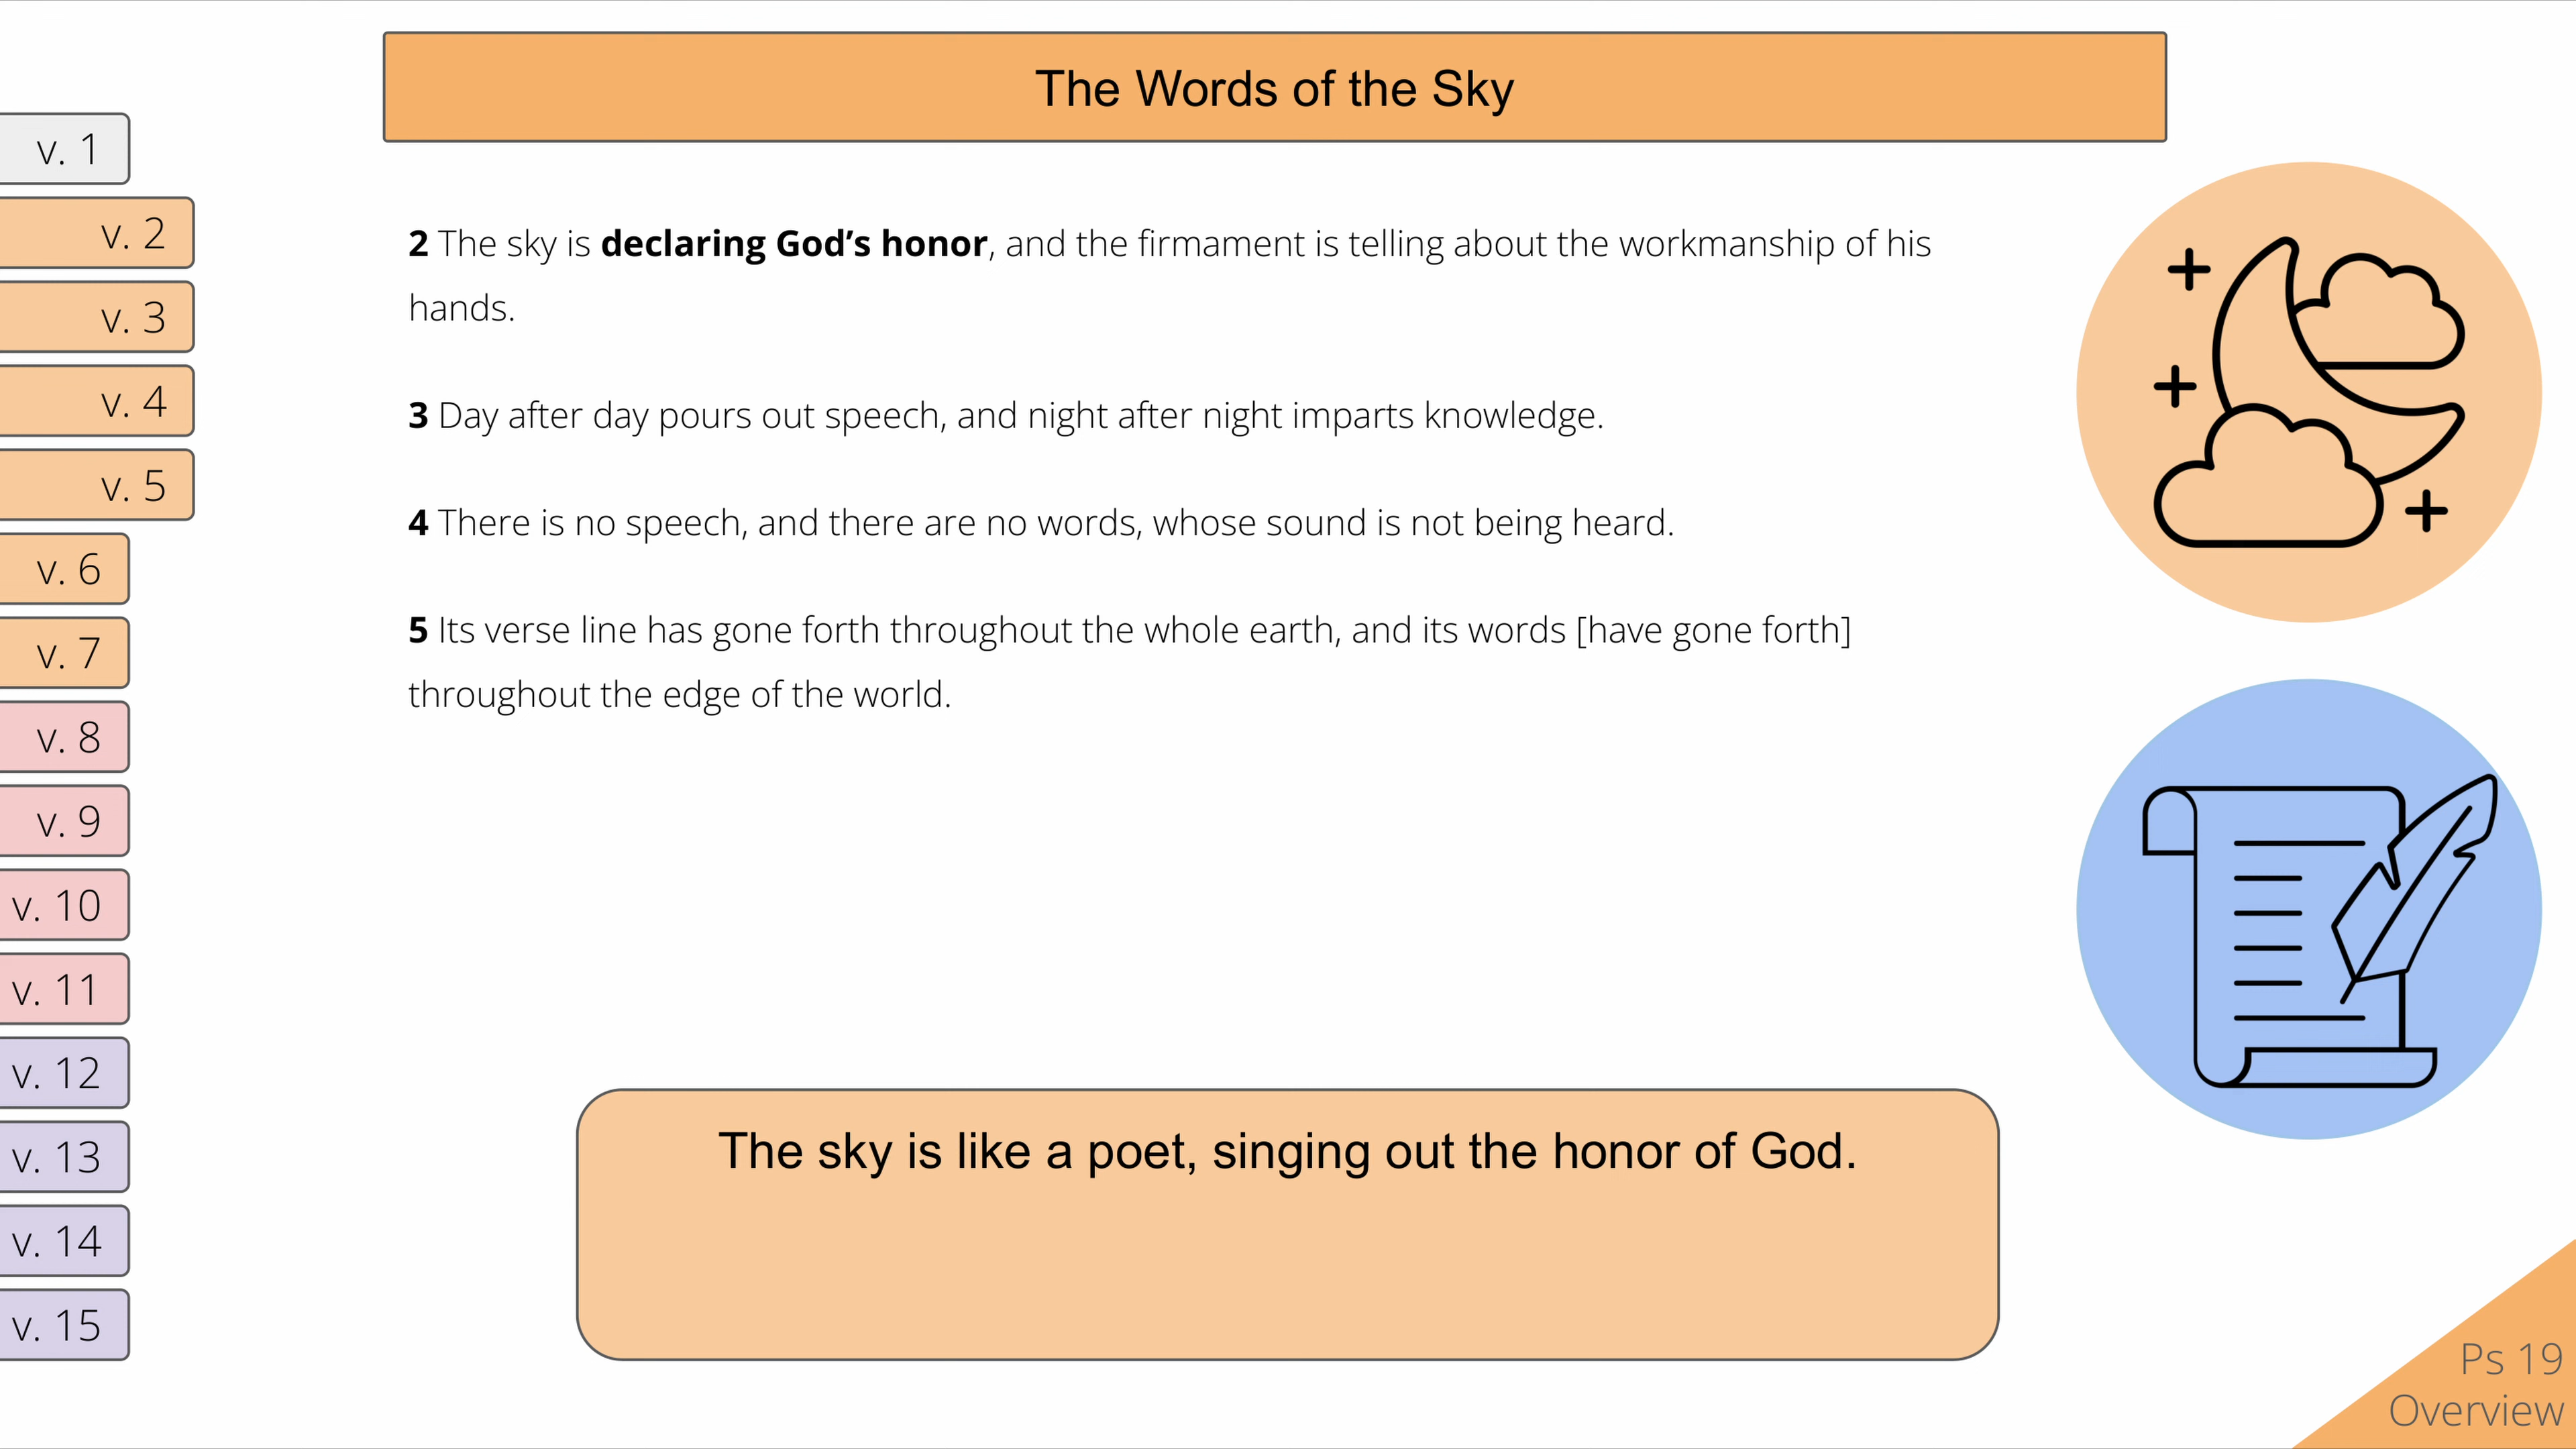 The Words of the Sky
v. 1
v. 2
v. 3
v. 4
v. 5
v. 6
v. 7
v. 8
v. 9
v. 10
v. 11
v. 12
v. 13
v. 14
v. 15
2 The sky is declaring God’s honor, and the firmament is telling about the workmanship of his
hands.
3 Day after day pours out speech, and night after night imparts knowledge.
4 There is no speech, and there are no words, whose sound is not being heard.
5 Its verse line has gone forth throughout the whole earth, and its words [have gone forth]
throughout the edge of the world.
The sky is like a poet, singing out the honor of God.
Ps 19
Overview